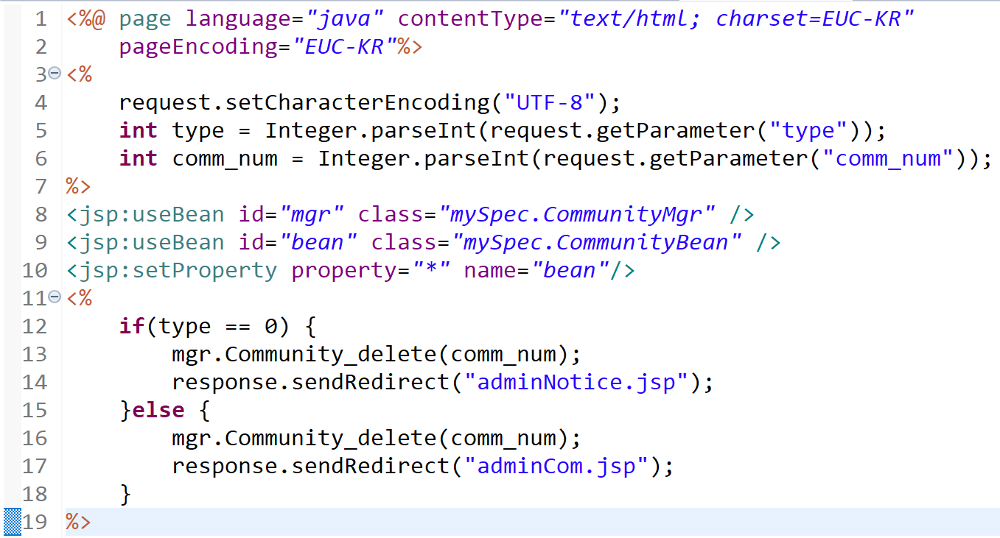 1 <%@ page language="java" contentType="text/html; charset=EUC-KR"
2     pageEncoding="EUC-KR"%>
3 <%
4     request.setCharacterEncoding("UTF-8");
5     int type = Integer.parseInt(request.getParameter("type"));
6     int comm_num = Integer.parseInt(request.getParameter("comm_num"));
7 %>
8 <jsp:useBean id="mgr" class="mySpec.CommunityMgr" />
9 <jsp:useBean id="bean" class="mySpec.CommunityBean" />
10 <jsp:setProperty property="*" name="bean"/>
11 <%
12     if(type == 0) {
13         mgr.Community_delete(comm_num);
14         response.sendRedirect("adminNotice.jsp");
15     }else {
16         mgr.Community_delete(comm_num);
17         response.sendRedirect("adminCom.jsp");
18     }
19 %>